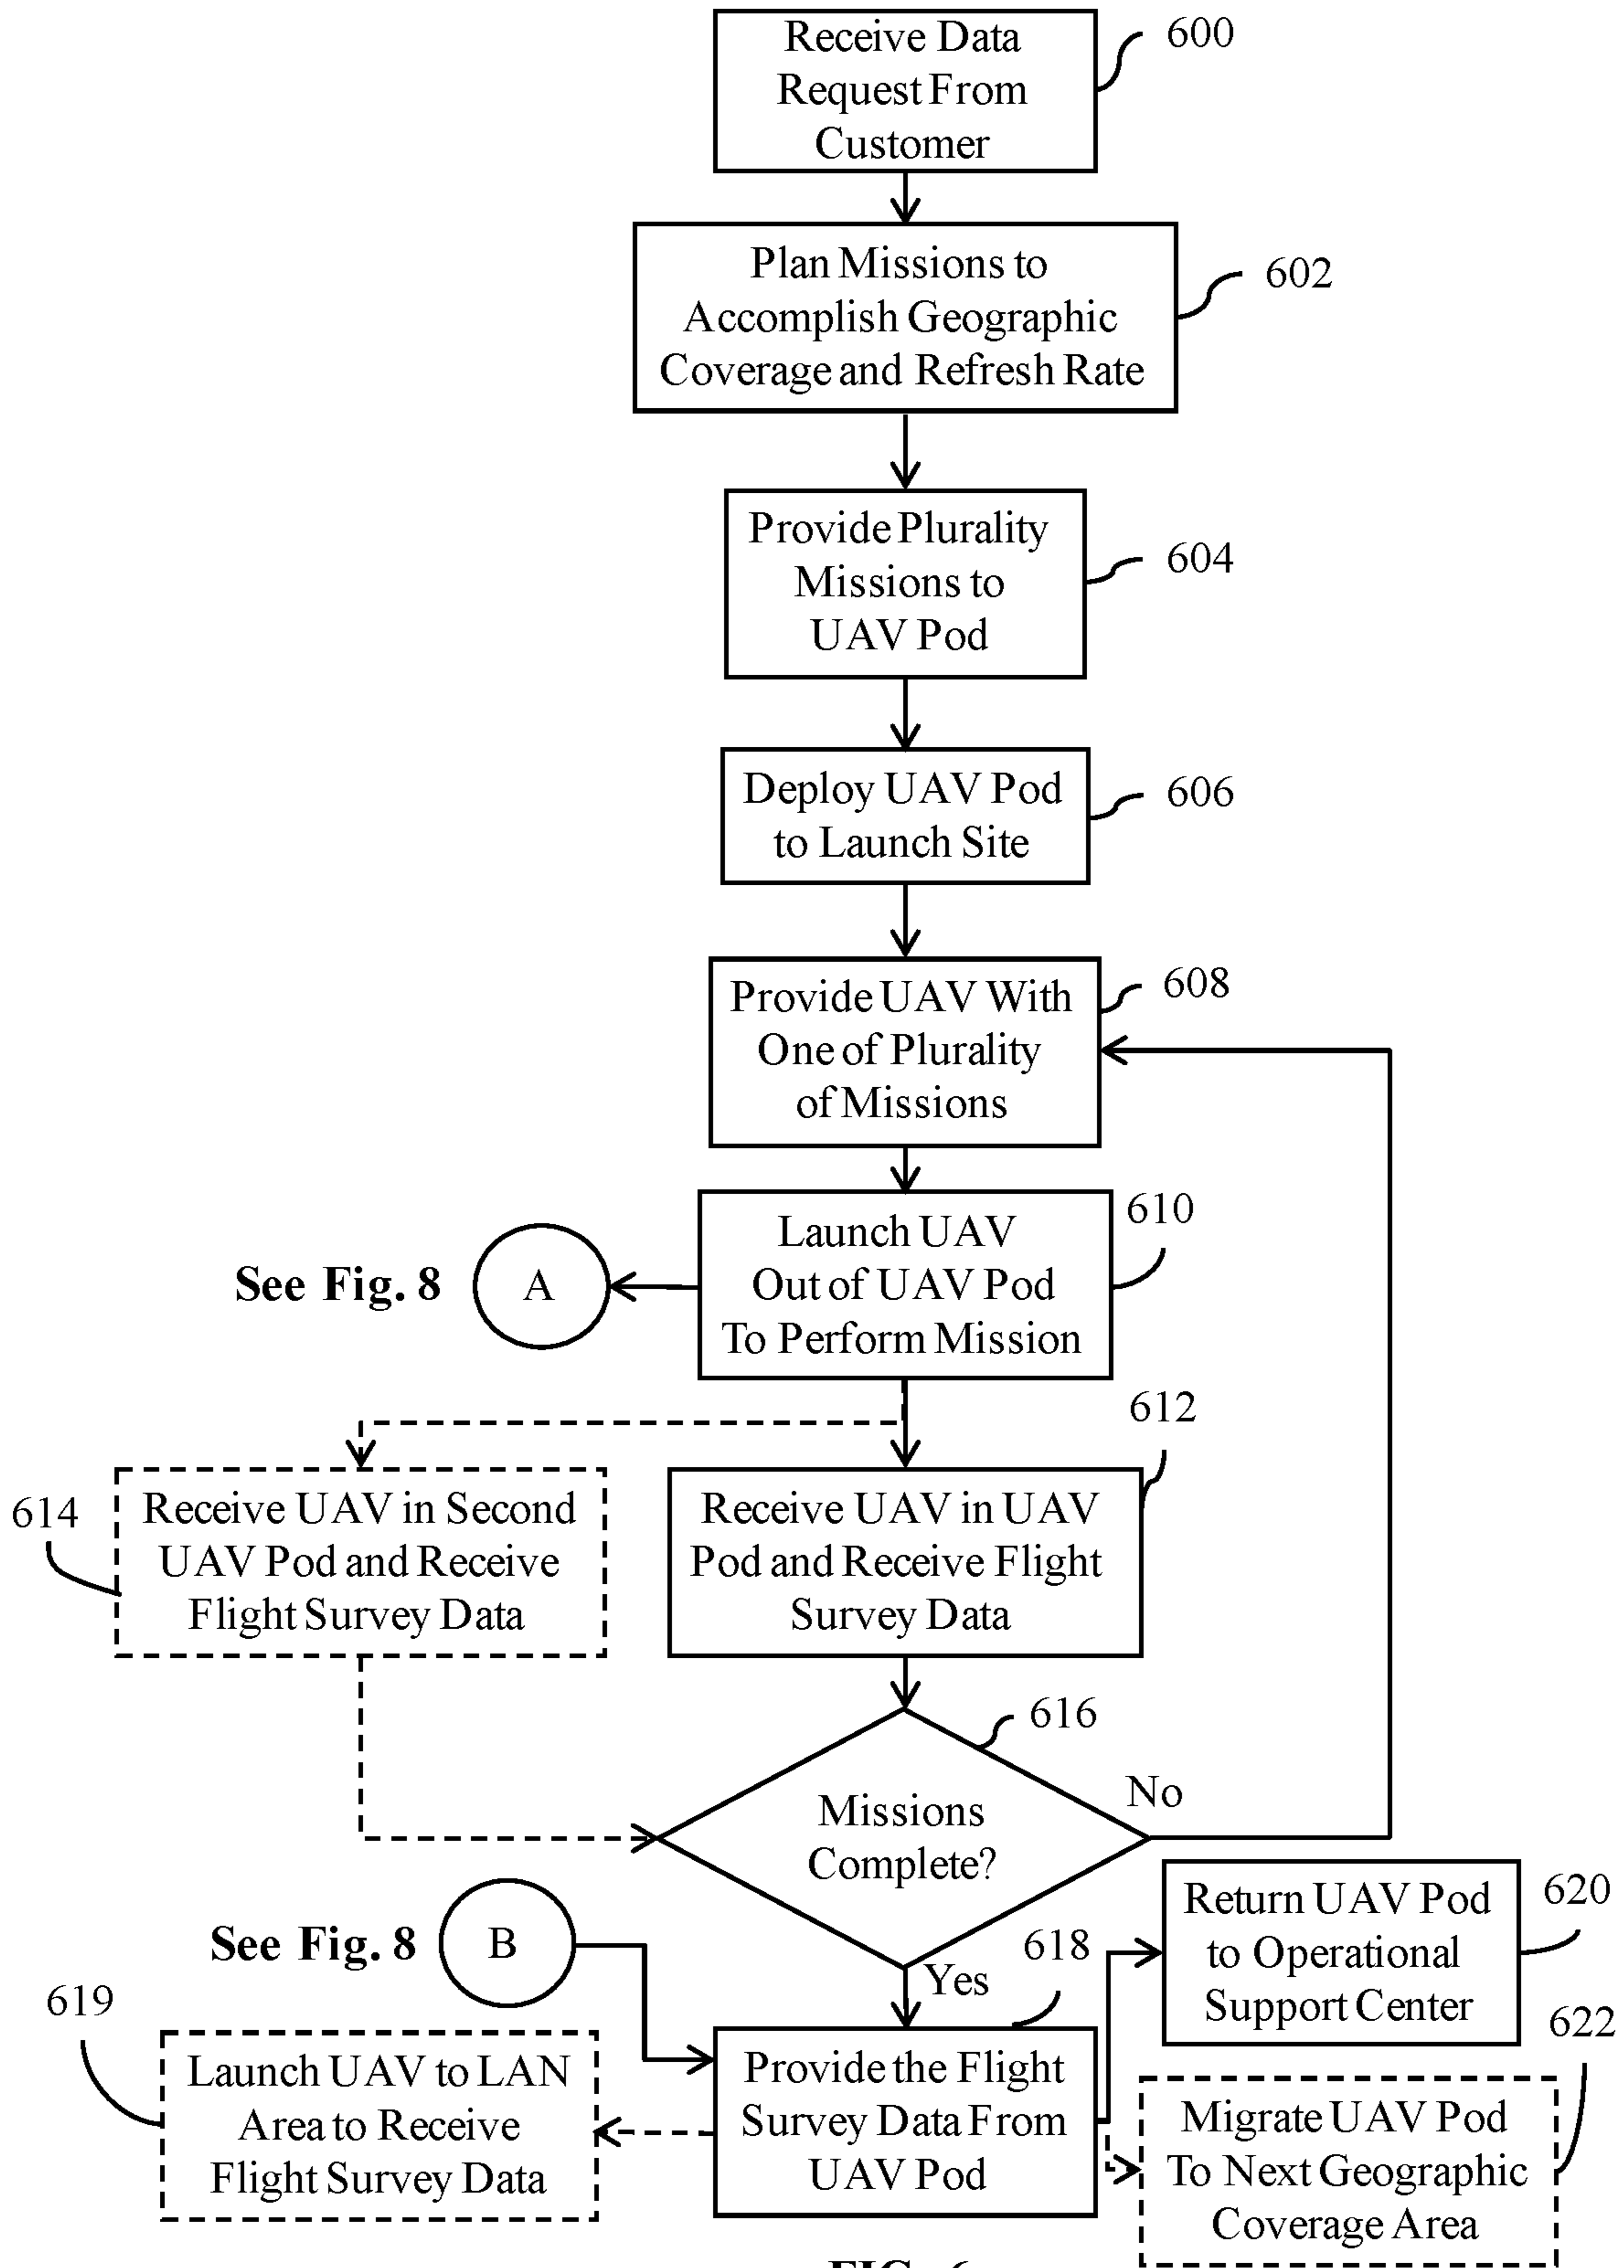 Receive Data
Request From
Customer
600
Plan Missions to
Accomplish Geographic
Coverage and Refresh Rate
602
Provide Plurality
Missions to
UAV Pod
604
Deploy UAV Pod
to Launch Site
606
Provide UAV With
One of Plurality
of Missions
608
Launch UAV
Out of UAV Pod
To Perform Mission
610
See Fig. 8
A
612
614
Receive UAV in Second
UAV Pod and Receive
Flight Survey Data
Receive UAV in UAV
Pod and Receive Flight
Survey Data
616
Missions
Complete?
No
Yes
See Fig. 8
B
618
Return UAV Pod
to Operational
Support Center
620
619
Launch UAV to LAN
Area to Receive
Flight Survey Data
Provide the Flight
Survey Data From
UAV Pod
622
Migrate UAV Pod
To Next Geographic
Coverage Area